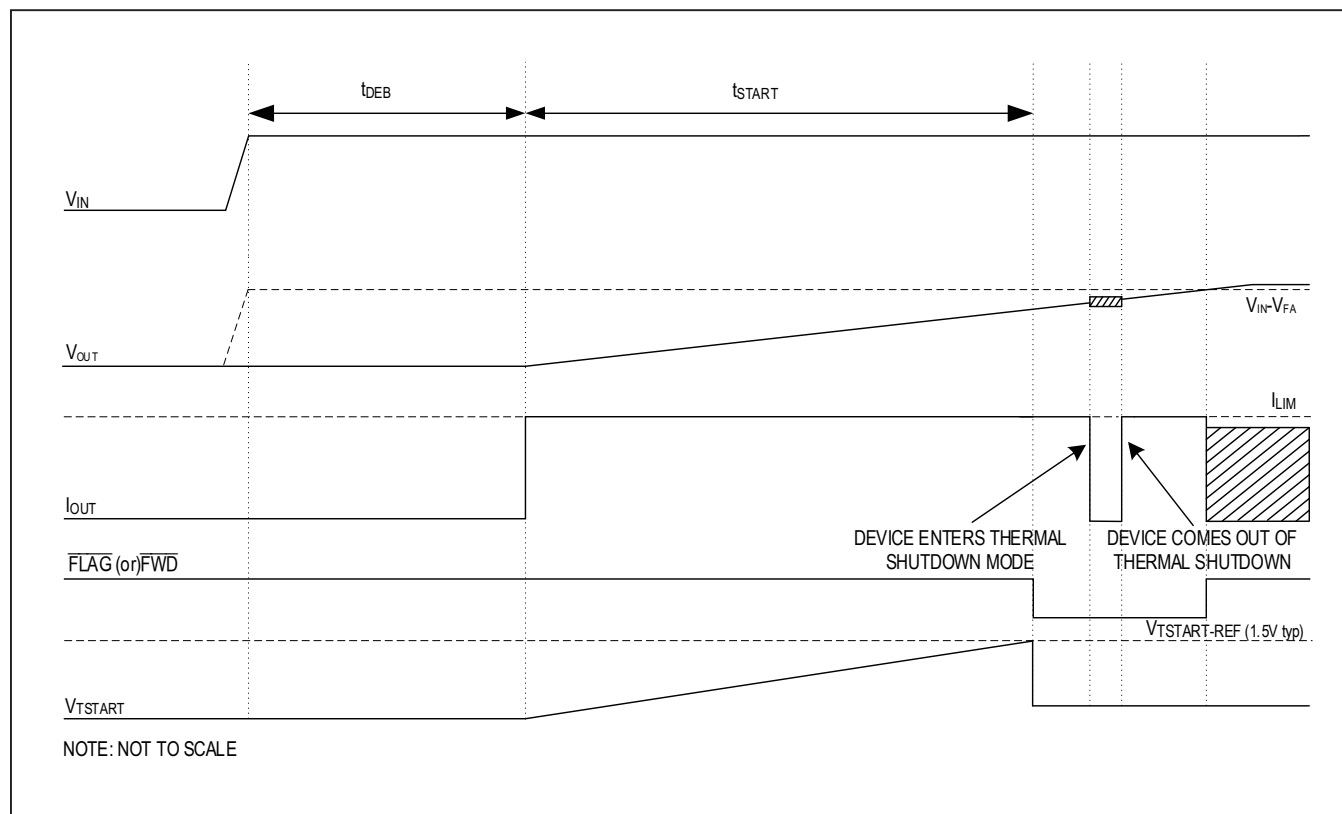 tDEB
tSTART
VIN
VIN-VFA
VOUT
ILIM
IOUT
DEVICE ENTERS THERMAL
SHUTDOWN MODE
DEVICE COMES OUT OF
THERMAL SHUTDOWN
FLAG (or)FWD
VTSTART-REF (1.5V typ)
VTSTART
NOTE: NOT TO SCALE